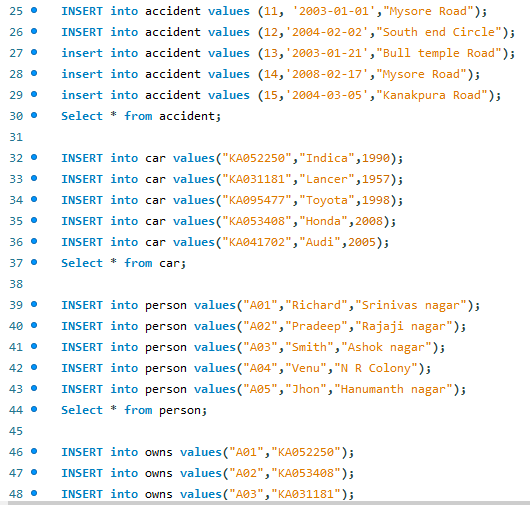 25 INSERT into accident values (11, '2003-01-01',"Mysore Road");
26 INSERT into accident values (12,'2004-02-02',"South end Circle");
27 insert into accident values (13,'2003-01-21',"Bull temple Road");
28 insert into accident values (14,'2008-02-17',"Mysore Road");
29 insert into accident values (15,'2004-03-05',"Kanakpura Road");
30 Select * from accident;
31
32 INSERT into car values("KA052250","Indica",1990);
33 INSERT into car values("KA031181","Lancer",1957);
34 INSERT into car values("KA095477","Toyota",1998);
35 INSERT into car values("KA053408","Honda",2008);
36 INSERT into car values("KA041702","Audi",2005);
37 Select * from car;
38
39 INSERT into person values("A01","Richard","Srinivas nagar");
40 INSERT into person values("A02","Pradeep","Rajaji nagar");
41 INSERT into person values("A03","Smith","Ashok nagar");
42 INSERT into person values("A04","Venu","N R Colony");
43 INSERT into person values("A05","Jhon","Hanumanth nagar");
44 Select * from person;
45
46 INSERT into owns values("A01","KA052250");
47 INSERT into owns values("A02","KA053408");
48 INSERT into owns values("A03","KA031181");